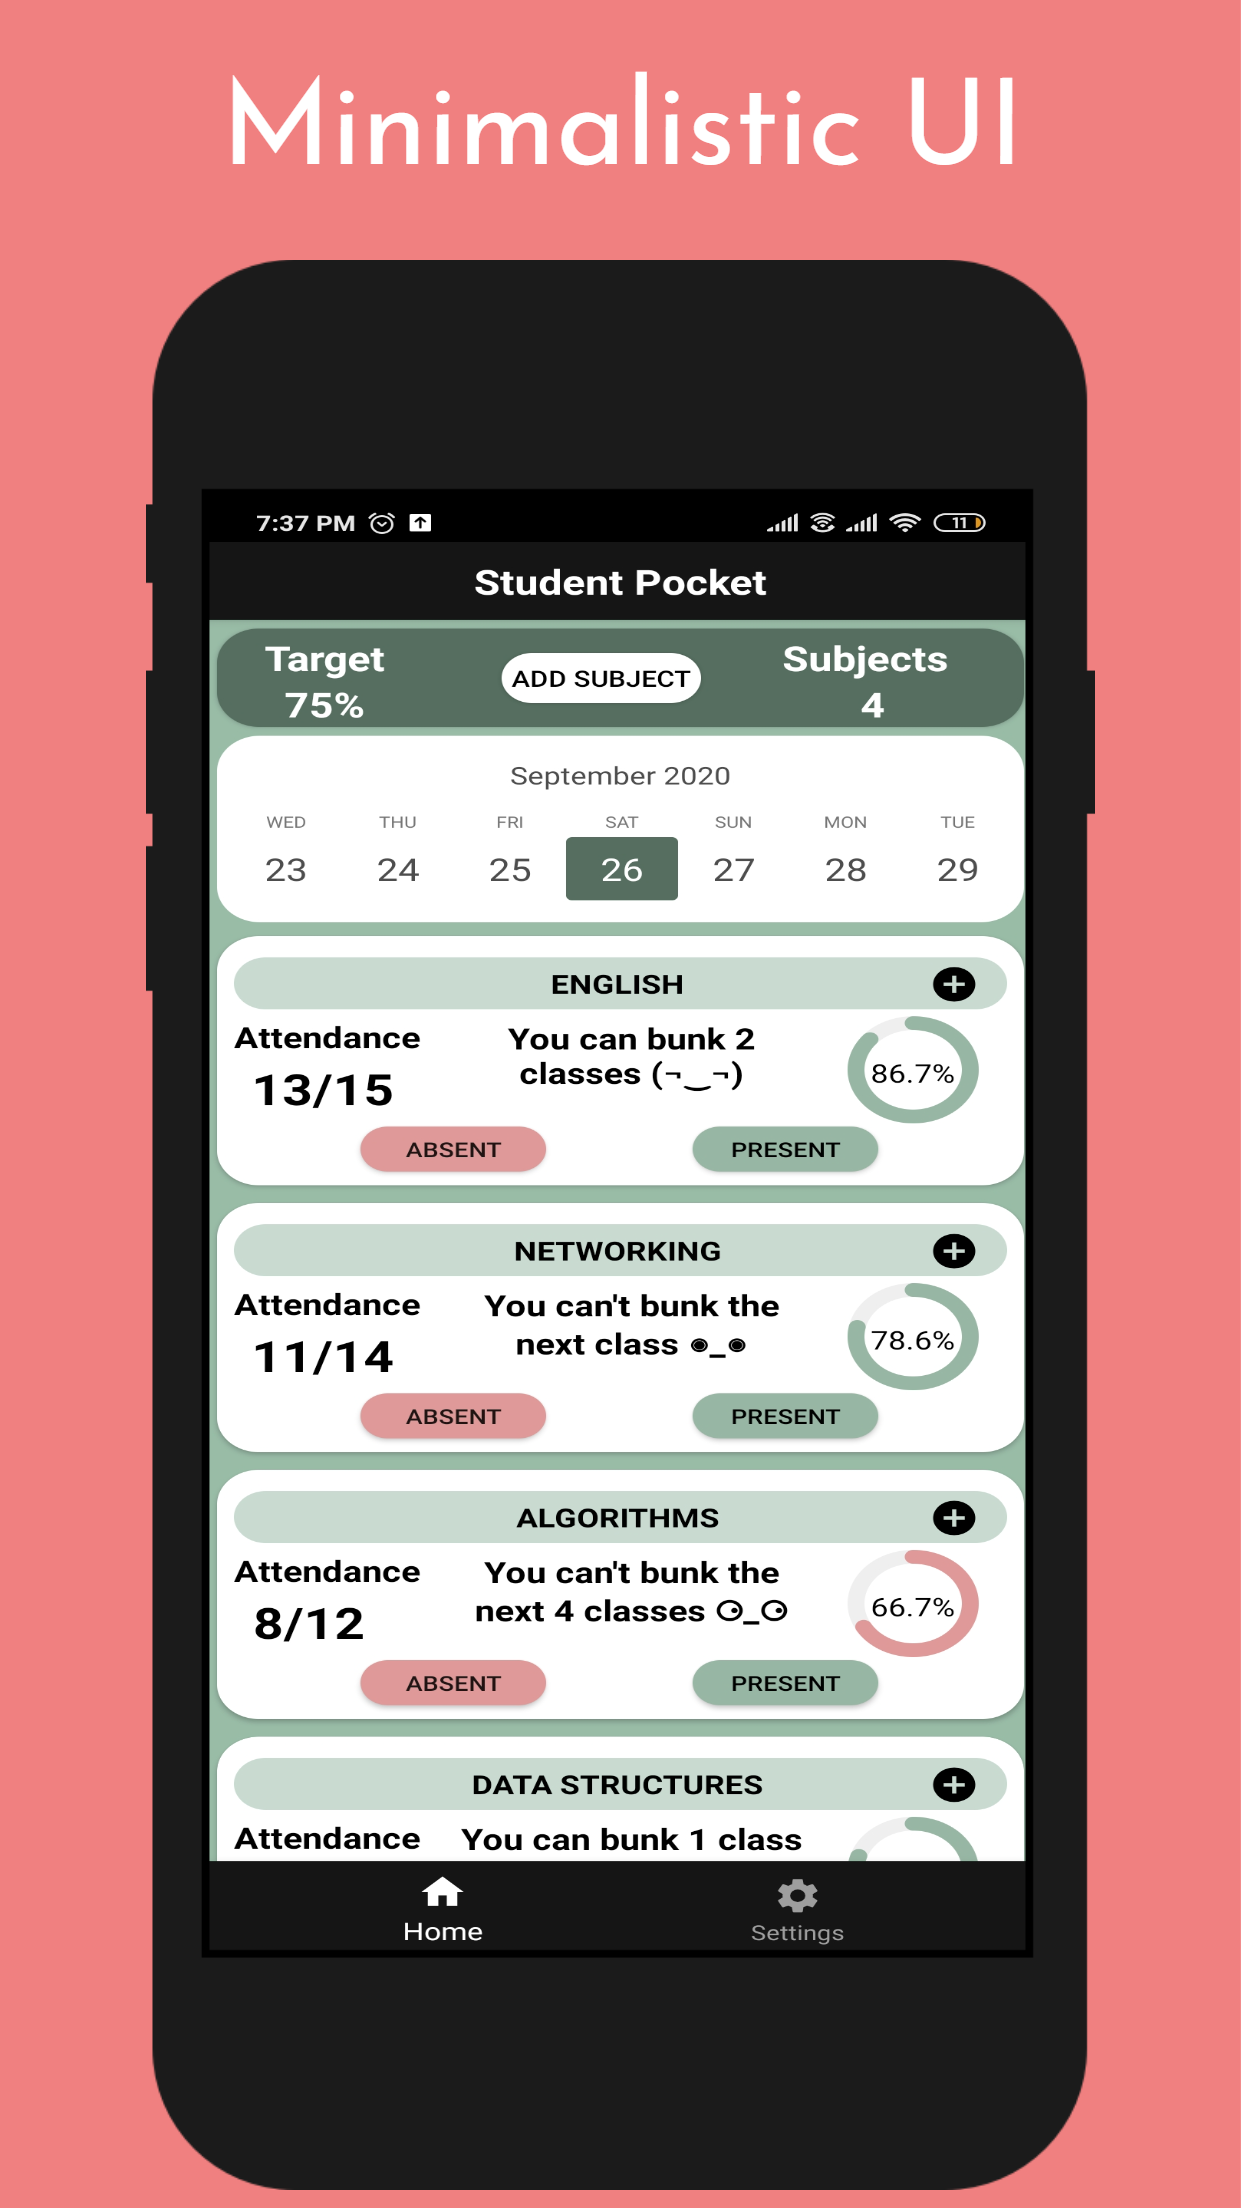 Minimalistic UI
7:37 PM
11
Student Pocket
Target
75%
ADD SUBJECT
Subjects
4
September 2020
WED THU FRI SAT SUN MON TUE
23 24 25 26 27 28 29
ENGLISH
Attendance
13/15
You can bunk 2
classes (¬‿¬)
86.7%
ABSENT PRESENT
NETWORKING
Attendance
11/14
You can't bunk the
next class ◉_◉
78.6%
ABSENT PRESENT
ALGORITHMS
Attendance
8/12
You can't bunk the
next 4 classes ⊙_⊙
66.7%
ABSENT PRESENT
DATA STRUCTURES
Attendance
You can bunk 1 class
Home
Settings